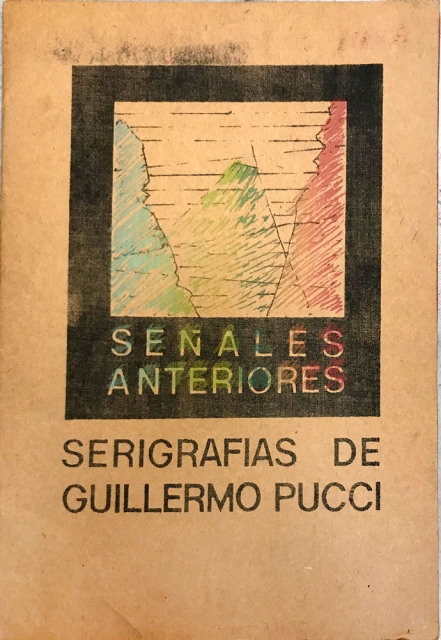 SEÑALES
ANTERIORES
SERIGRAFIAS DE
GUILLERMO PUCCI